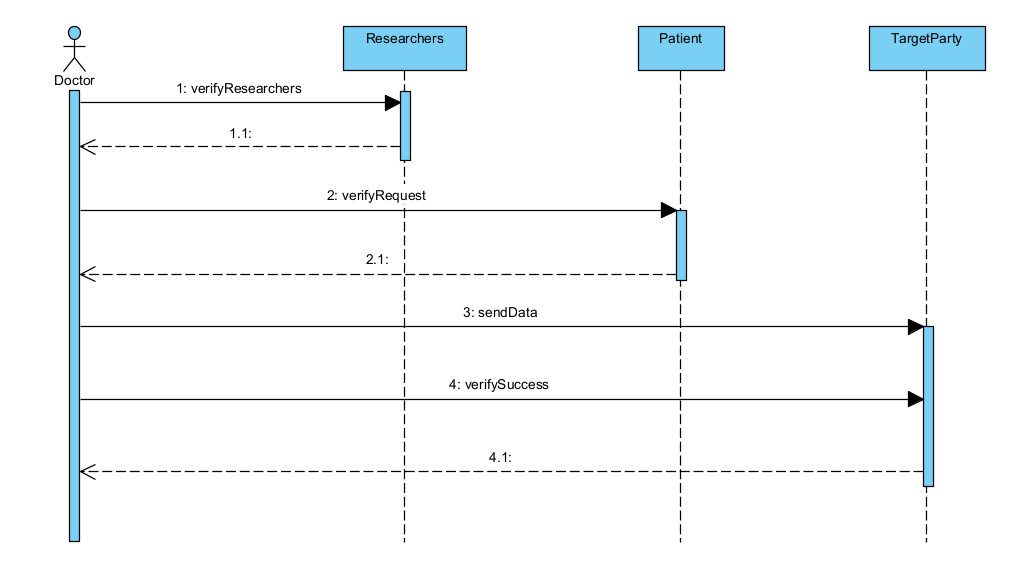 Researchers
Patient
TargetParty
Doctor
1: verifyResearchers
1.1:
2: verifyRequest
2.1:
3: sendData
4: verifySuccess
4.1: